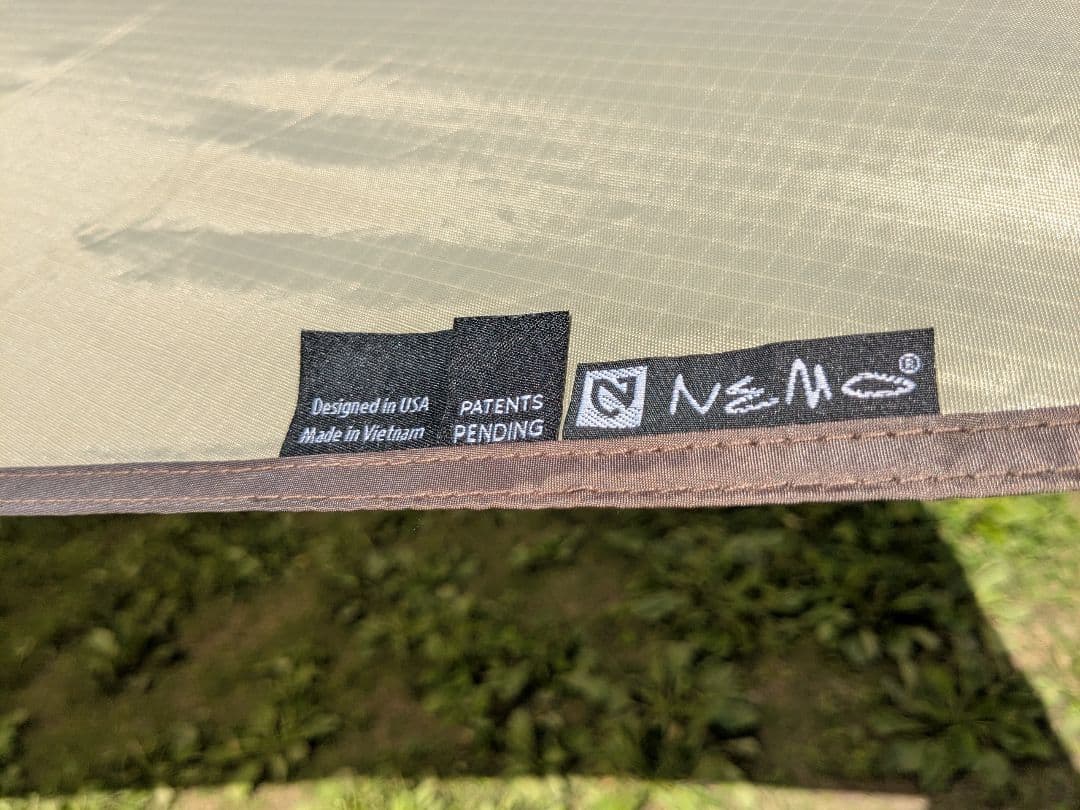 Designed in USA
Made in Vietnam
PATENTS
PENDING
NEMO®